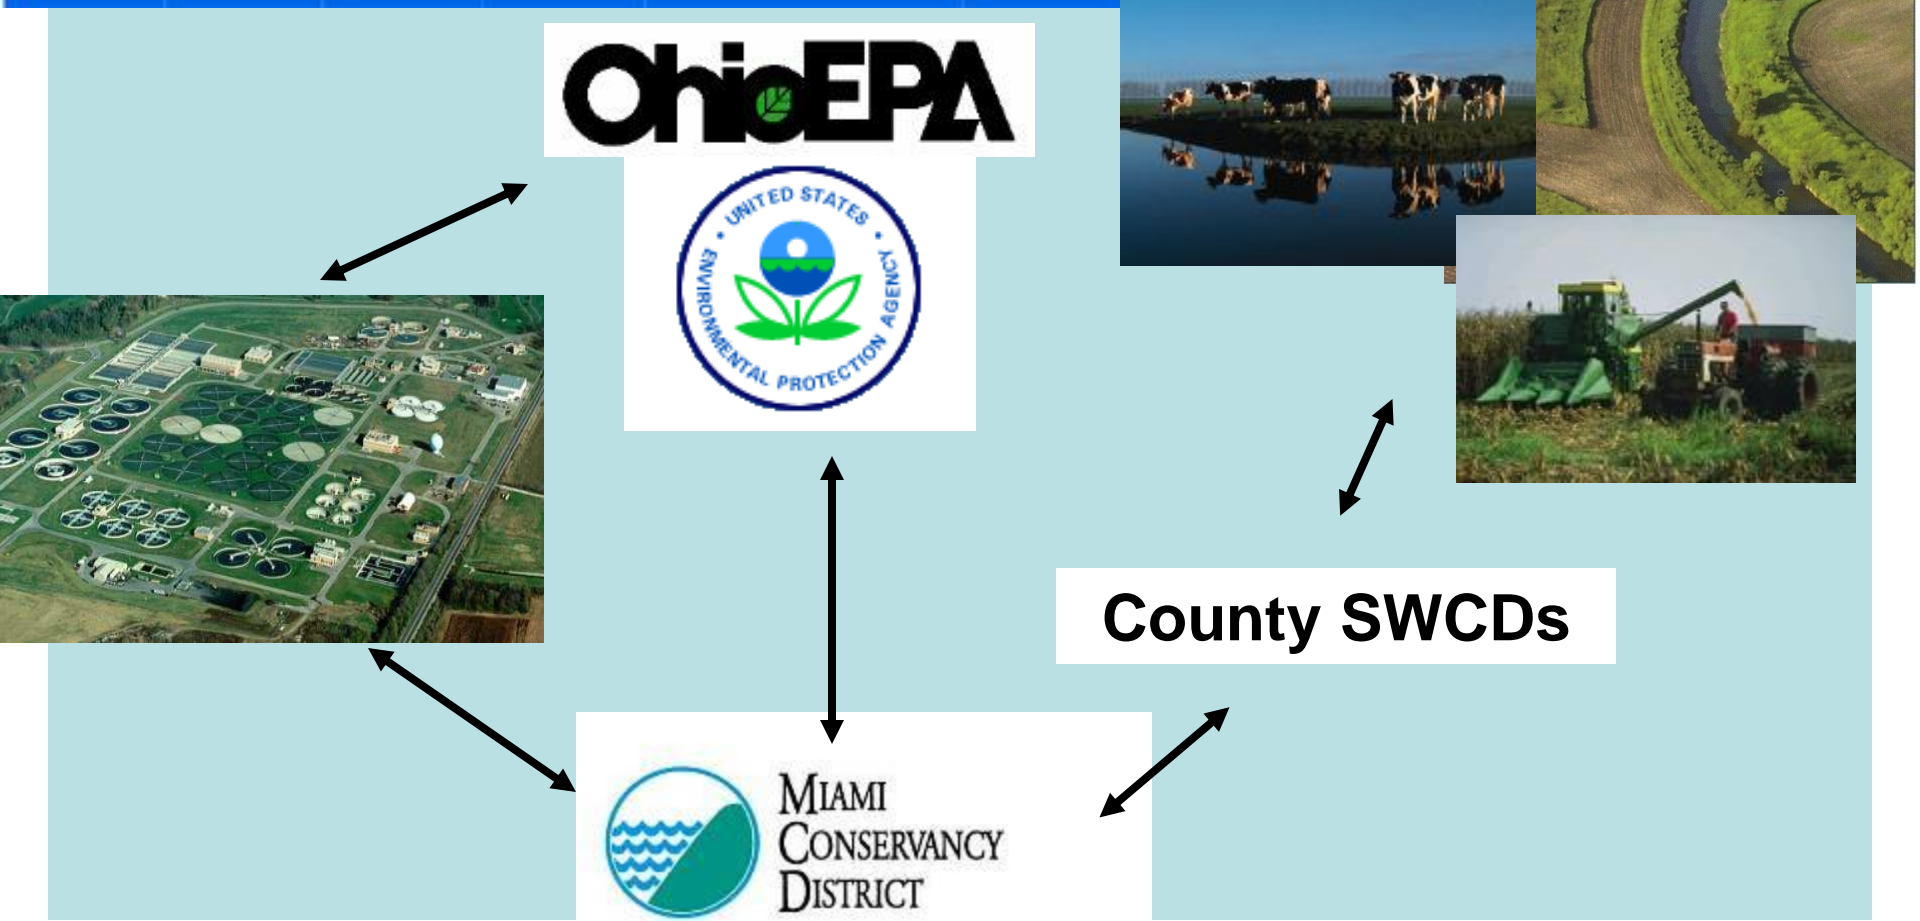 OhioEPA
UNITED STATES
ENVIRONMENTAL PROTECTION AGENCY
County SWCDs
MIAMI
CONSERVANCY
DISTRICT